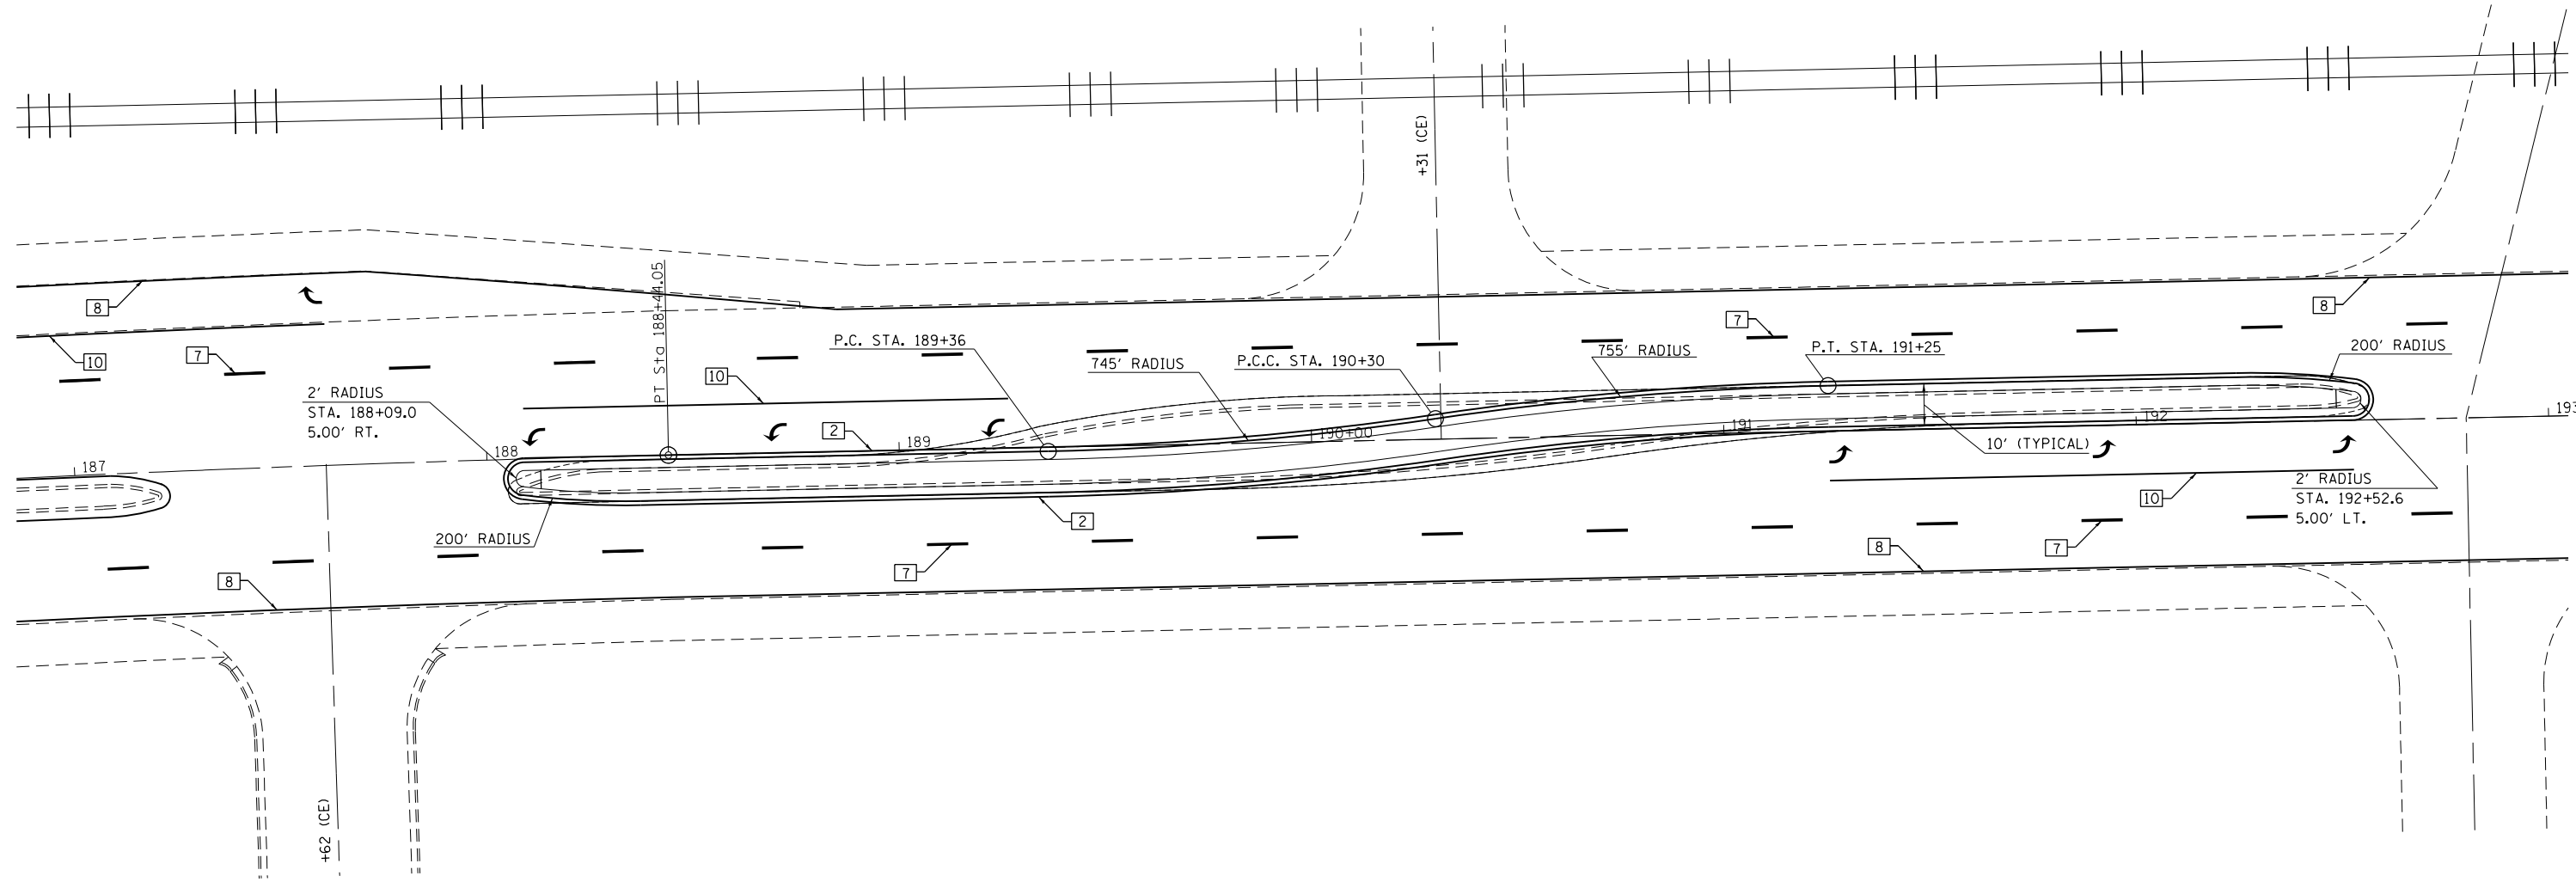 +31 (CE)
8
10
7
PT Sta 188+44.05
P.C. STA. 189+36
745' RADIUS
P.C.C. STA. 190+30
755' RADIUS
7
P.T. STA. 191+25
8
200' RADIUS
2' RADIUS
STA. 188+09.0
5.00' RT.
10
2
187
188
189
190+00
191
192
193
10' (TYPICAL)
2' RADIUS
STA. 192+52.6
5.00' LT.
10
200' RADIUS
2
7
8
8
7
+62 (CE)